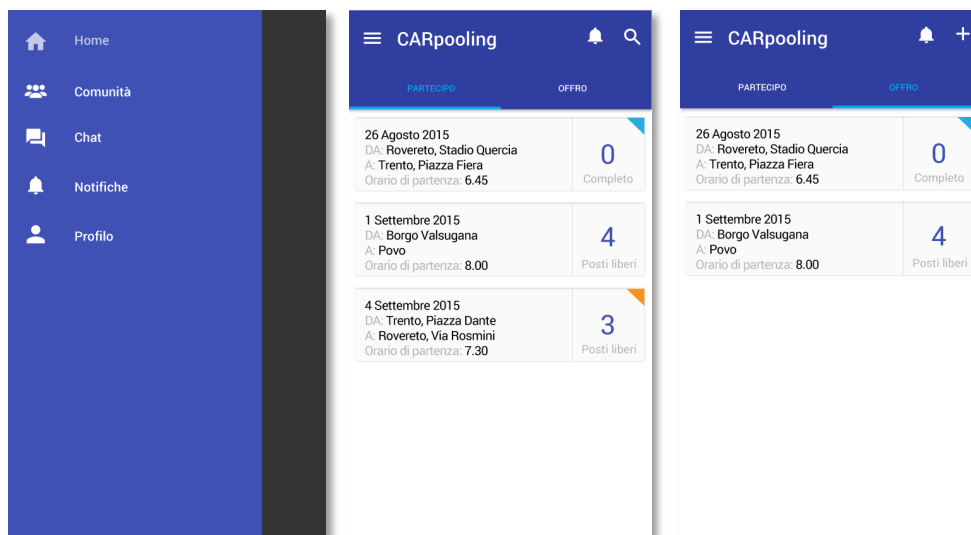 Home
Comunità
Chat
Notifiche
Profilo
CARpooling
PARTECIPO
OFFRO
26 Agosto 2015
DA: Rovereto, Stadio Quercia
A: Trento, Piazza Fiera
Orario di partenza: 6.45
0
Completo
1 Settembre 2015
DA: Borgo Valsugana
A: Povo
Orario di partenza: 8.00
4
Posti liberi
4 Settembre 2015
DA: Trento, Piazza Dante
A: Rovereto, Via Rosmini
Orario di partenza: 7.30
3
Posti liberi
CARpooling
PARTECIPO
OFFRO
26 Agosto 2015
DA: Rovereto, Stadio Quercia
A: Trento, Piazza Fiera
Orario di partenza: 6.45
0
Completo
1 Settembre 2015
DA: Borgo Valsugana
A: Povo
Orario di partenza: 8.00
4
Posti liberi